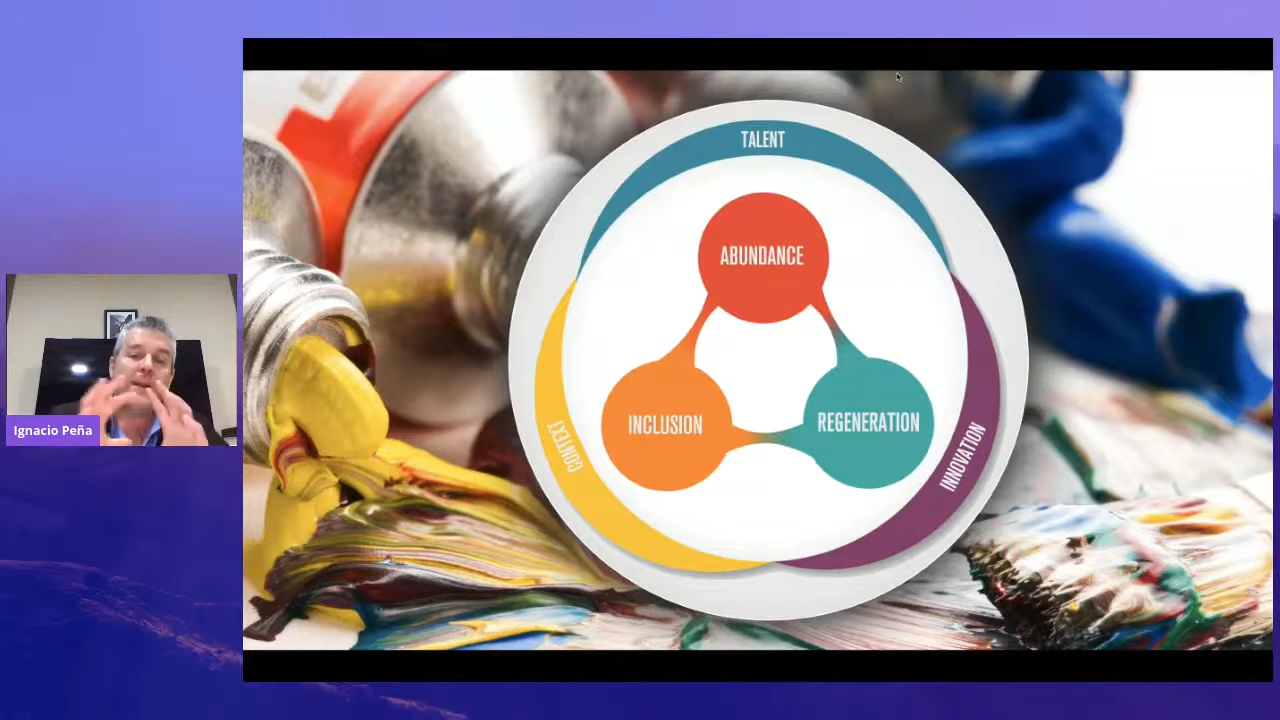 TALENT
ABUNDANCE
INCLUSION
REGENERATION
CONTEXT
INNOVATION
Ignacio Peña